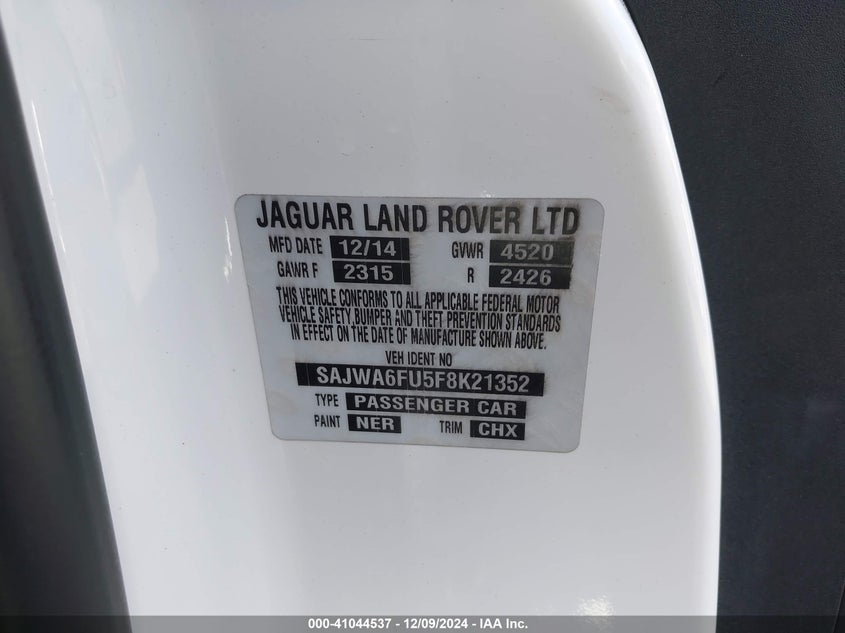 JAGUAR LAND ROVER LTD
MFD DATE 12/14 GVWR 4520
GAWR F 2315 R 2426
THIS VEHICLE CONFORMS TO ALL APPLICABLE FEDERAL MOTOR
VEHICLE SAFETY, BUMPER AND THEFT PREVENTION STANDARDS
IN EFFECT ON THE DATE OF MANUFACTURE SHOWN ABOVE.
VEH IDENT NO
SAJWA6FU5F8K21352
TYPE PASSENGER CAR
PAINT NER TRIM CHX
000-41044537 - 12/09/2024 - IAA Inc.